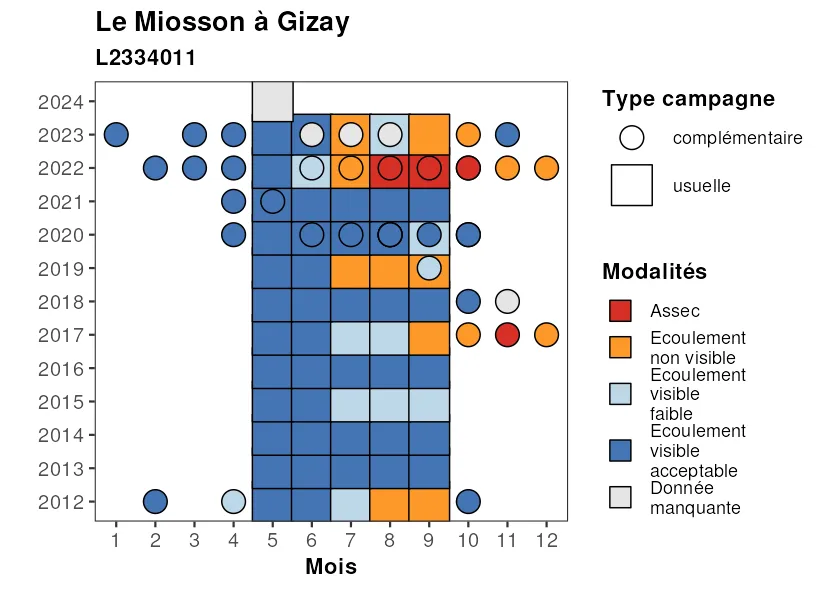 Le Miosson à Gizay
L2334011
2024
2023
2022
2021
2020
2019
2018
2017
2016
2015
2014
2013
2012
1 2 3 4 5 6 7 8 9 10 11 12
Mois
Type campagne
complémentaire
usuelle
Modalités
Assec
Ecoulement
non visible
Ecoulement
visible
faible
Ecoulement
visible
acceptable
Donnée
manquante